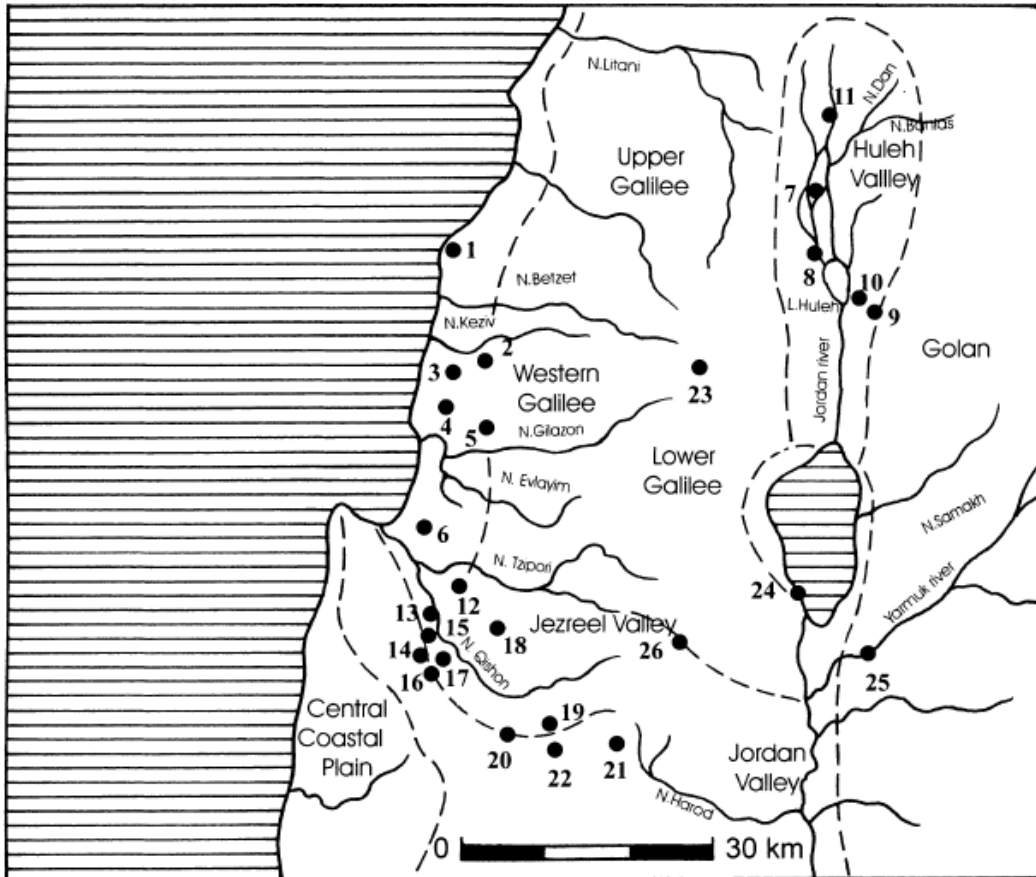 N.Litani
Upper
Galilee
11
N.Dan
N.Banias
Huleh
Vallley
7
8
1
N.Betzet
L.Huleh
10
9
N.Keziv
2
3
Western
Galilee
4
5
N.Gilazon
23
Jordan river
Golan
N. Evlayim
Lower
Galilee
6
N.Samakh
N. Tzipori
24
Yarmuk river
12
13
15
18
Jezreel Valley
26
14
N. Qishon
17
16
25
Central
Coastal
Plain
19
20
22
21
Jordan
Valley
N.Harod
0
30 km